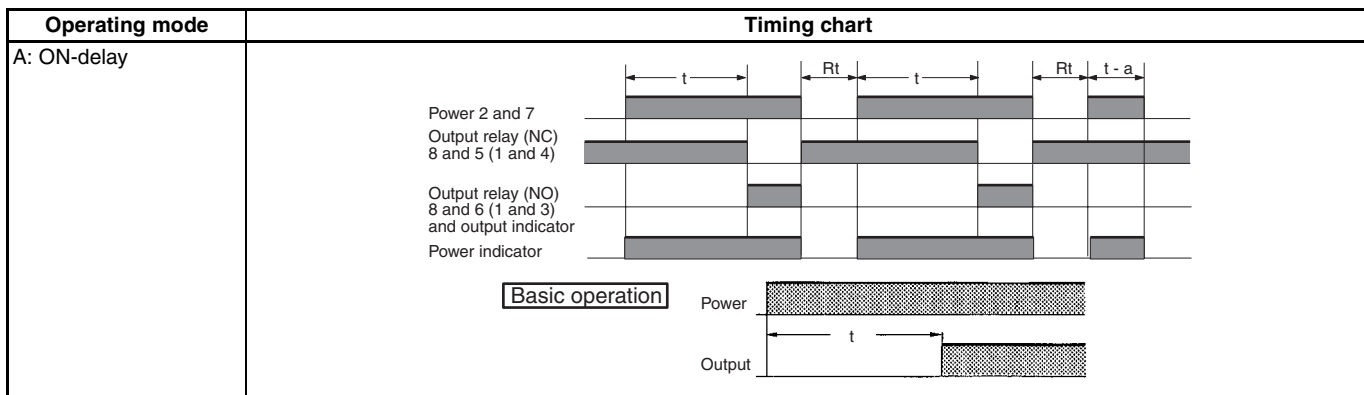 Operating mode
Timing chart
A: ON-delay
t
Rt
t
Rt
t - a
Power 2 and 7
Output relay (NC)
8 and 5 (1 and 4)
Output relay (NO)
8 and 6 (1 and 3)
and output indicator
Power indicator
Basic operation
Power
t
Output